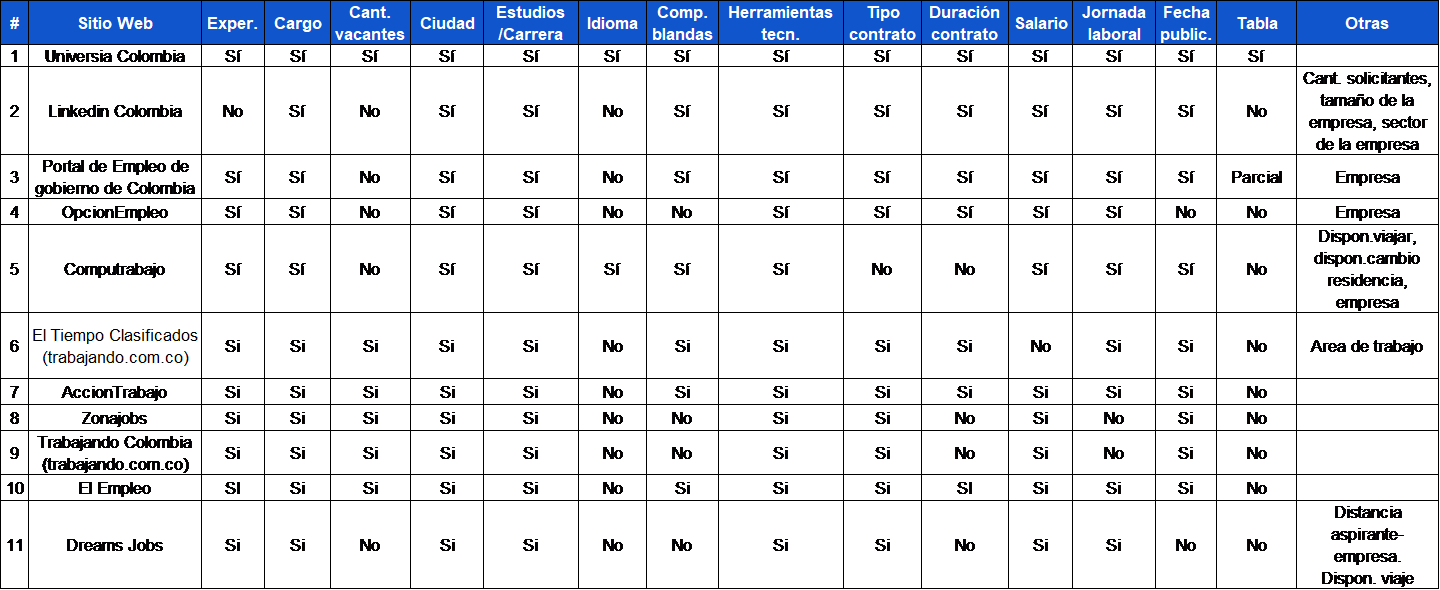 # Sitio Web Exper. Cargo Cant. vacantes Ciudad Estudios /Carrera Idioma Comp. blandas Herramientas tecn. Tipo contrato Duración contrato Salario Jornada laboral Fecha public. Tabla Otras
1 Universia Colombia Sí Sí Sí Sí Sí Sí Sí Sí Sí Sí Sí Sí Sí Sí
2 Linkedin Colombia No Sí No Sí Sí No Sí Sí Sí Sí Sí Sí Sí No Cant. solicitantes,
tamaño de la
empresa, sector
de la empresa
3 Portal de Empleo de
gobierno de Colombia Sí Sí No Sí Sí No Sí Sí Sí Sí Sí Sí Sí Parcial Empresa
4 OpcionEmpleo Sí Sí No Sí Sí No No Sí Sí Sí Sí Sí No No Empresa
5 Computrabajo Sí Sí No Sí Sí Sí Sí Sí No No Sí Sí Sí No Dispon.viajar,
dispon.cambio
residencia,
empresa
6 El Tiempo Clasificados
(trabajando.com.co) Si Si Si Si Si No Si Si Si Si No Si Si No Area de trabajo
7 AccionTrabajo Si Si Si Si Si No Si Si Si Si Si Si Si No
8 Zonajobs Si Si Si Si Si No No Si Si No Si No Si No
9 Trabajando Colombia
(trabajando.com.co) Si Si Si Si Si No No Si Si No Si No Si No
10 El Empleo SI Si Si Si Si No Si Si Si SI Si Si Si No
11 Dreams Jobs Si Si No Si Si No No Si Si No Si Si No No Distancia
aspirante-
empresa.
Dispon. viaje